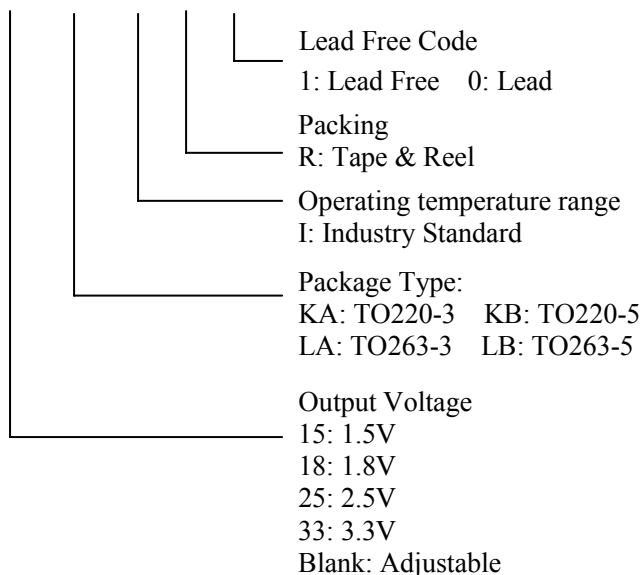 Lead Free Code
1: Lead Free 0: Lead
Packing
R: Tape & Reel
Operating temperature range
I: Industry Standard
Package Type:
KA: TO220-3 KB: TO220-5
LA: TO263-3 LB: TO263-5
Output Voltage
15: 1.5V
18: 1.8V
25: 2.5V
33: 3.3V
Blank: Adjustable